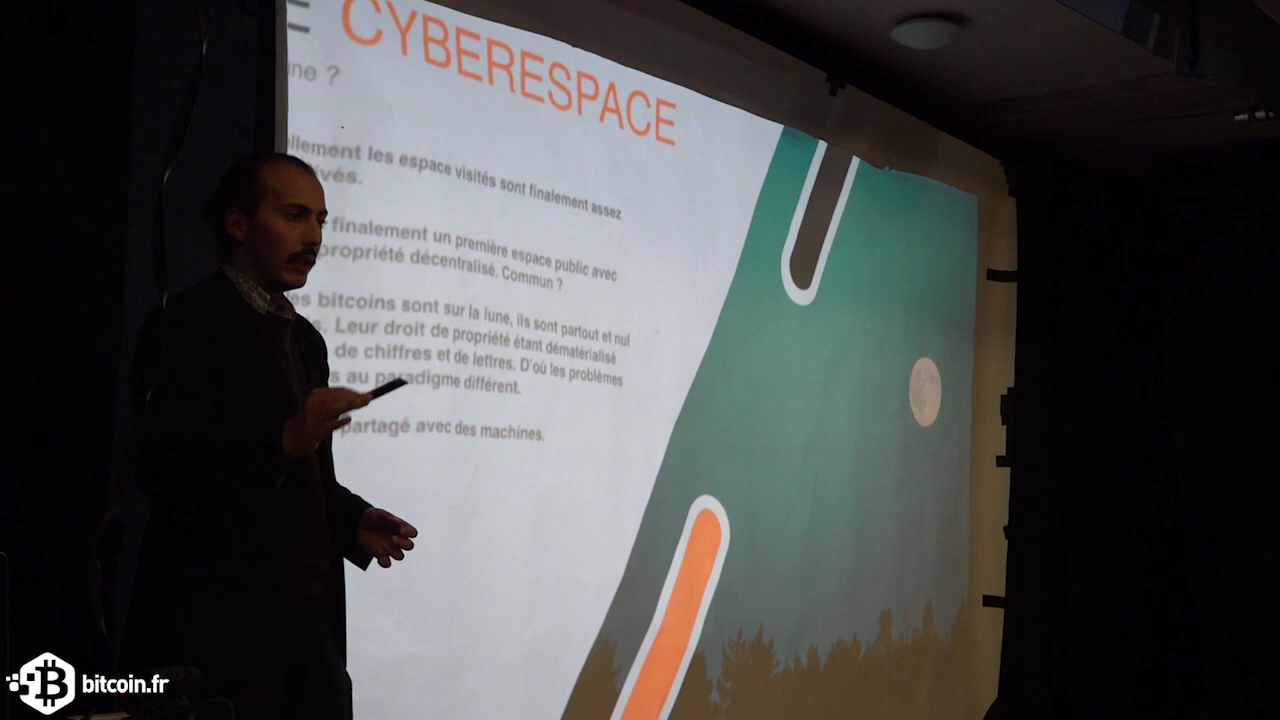 E CYBERESPACE
une ?
llement les espace visités sont finalement assez
ivés.
finalement un première espace public avec
propriété décentralisé. Commun ?
es bitcoins sont sur la lune, ils sont partout et nul
s. Leur droit de propriété étant dématérialisé
de chiffres et de lettres. D'où les problèmes
s au paradigme différent.
partagé avec des machines.
bitcoin.fr